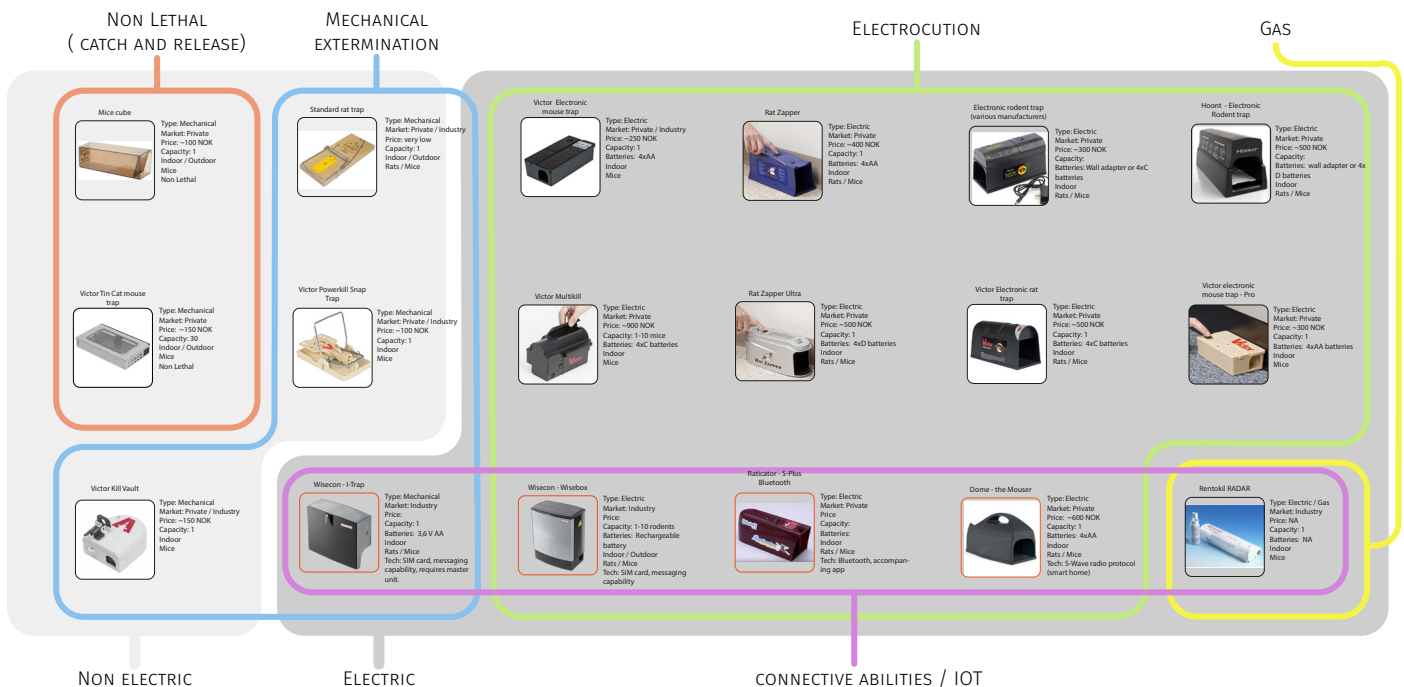 Non Lethal
( catch and release)
Mechanical
extermination
Electrocution
Gas
Mice cube
Type: Mechanical
Market: Private
Price: ~100 NOK
Capacity: 1
Indoor / Outdoor
Mice
Non Lethal
Standard rat trap
Type: Mechanical
Market: Private / Industry
Price: very low
Capacity: 1
Indoor / Outdoor
Rats / Mice
Victor Electronic
mouse trap
Type: Electric
Market: Private / Industry
Price: ~250 NOK
Capacity: 1
Batteries: 4xAA
Indoor
Mice
Rat Zapper
Type: Electric
Market: Private
Price: ~400 NOK
Capacity: 1
Batteries: 4xAA
Indoor
Rats / Mice
Electronic rodent trap
(various manufacturers)
Type: Electric
Market: Private
Price: ~300 NOK
Capacity:
Batteries: Wall adapter or 4xC
batteries
Indoor
Rats / Mice
Hoont - Electronic
Rodent trap
HOONT
Type: Electric
Market: Private
Price: ~500 NOK
Capacity:
Batteries: wall adapter or 4x
D batteries
Indoor
Rats / Mice
Victor Tin Cat mouse
trap
Type: Mechanical
Market: Private
Price: ~150 NOK
Capacity: 30
Indoor / Outdoor
Mice
Non Lethal
Victor Powerkill Snap
Trap
Type: Mechanical
Market: Private / Industry
Price: ~100 NOK
Capacity: 1
Indoor
Mice
Victor Multikill
Victor
Type: Electric
Market: Private
Price: ~900 NOK
Capacity: 1-10 mice
Batteries: 4xC batteries
Indoor
Mice
Rat Zapper Ultra
RAT ZAPPER
Type: Electric
Market: Private
Price: ~500 NOK
Capacity: 1
Batteries: 4xD batteries
Indoor
Rats / Mice
Victor Electronic rat
trap
Victor
Type: Electric
Market: Private
Price: ~500 NOK
Capacity: 1
Batteries: 4xC batteries
Indoor
Rats / Mice
Victor electronic
mouse trap - Pro
Victor
Type: Electric
Market: Private
Price: ~300 NOK
Capacity: 1
Batteries: 4xAA batteries
Indoor
Mice
Victor Kill Vault
Type: Mechanical
Market: Private / Industry
Price: ~150 NOK
Capacity: 1
Indoor
Mice
Wisecon - I-Trap
Type: Mechanical
Market: Industry
Price:
Capacity: 1
Batteries: 3,6 V AA
Indoor
Rats / Mice
Tech: SIM card, messaging
capability, requires master
unit.
Wisecon - Wisebox
Type: Electric
Market: Industry
Price:
Capacity: 1-10 rodents
Batteries: Rechargeable
battery
Indoor / Outdoor
Rats / Mice
Tech: SIM card, messaging
capability
Raticator - S-Plus
Bluetooth
Type: Electric
Market: Private
Price
Capacity:
Batteries:
Indoor
Rats / Mice
Tech: Bluetooth, accompan-
ing app
Dome - the Mouser
Type: Electric
Market: Private
Price: ~600 NOK
Capacity: 1
Batteries: 4xAA
Indoor
Rats / Mice
Tech: S-Wave radio protocol
(smart home)
Rentokil RADAR
Type: Electric / Gas
Market: Industry
Price: NA
Capacity: 1
Batteries: NA
Indoor
Mice
Non electric
Electric
connective abilities / IOT